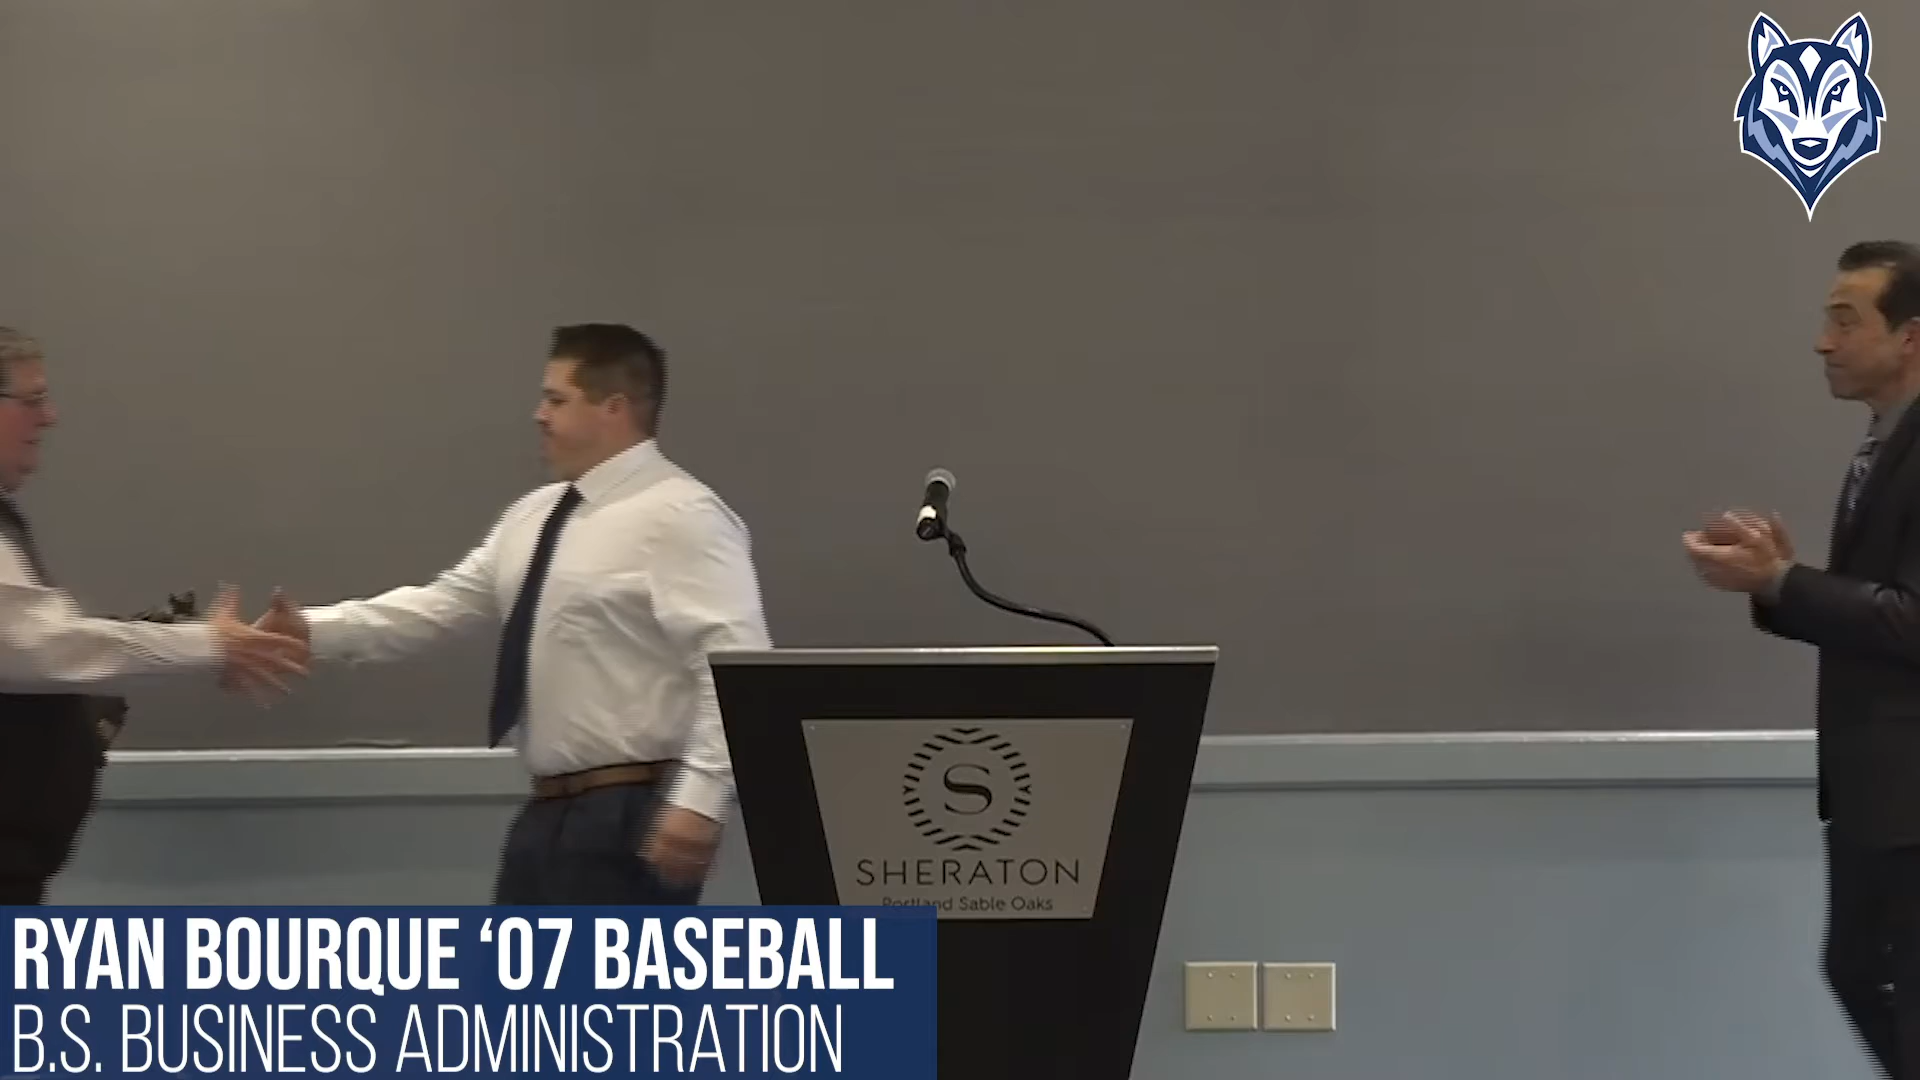 S
SHERATON
Portland Sable Oaks
RYAN BOURQUE ‘07 BASEBALL
B.S. BUSINESS ADMINISTRATION